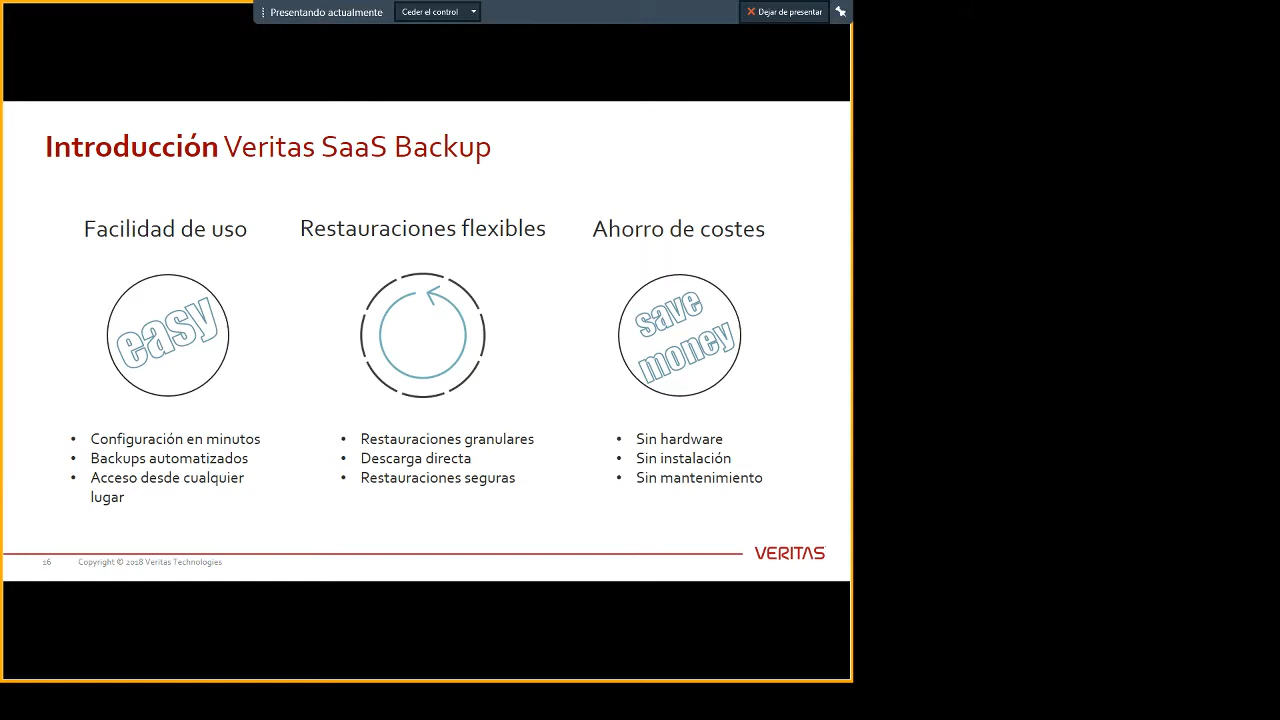 Presentando actualmente
Ceder el control
Dejar de presentar
Introducción Veritas SaaS Backup
Facilidad de uso
easy
• Configuración en minutos
• Backups automatizados
• Acceso desde cualquier
lugar
Restauraciones flexibles
• Restauraciones granulares
• Descarga directa
• Restauraciones seguras
Ahorro de costes
save
money
• Sin hardware
• Sin instalación
• Sin mantenimiento
16
Copyright © 2018 Veritas Technologies
VERITAS